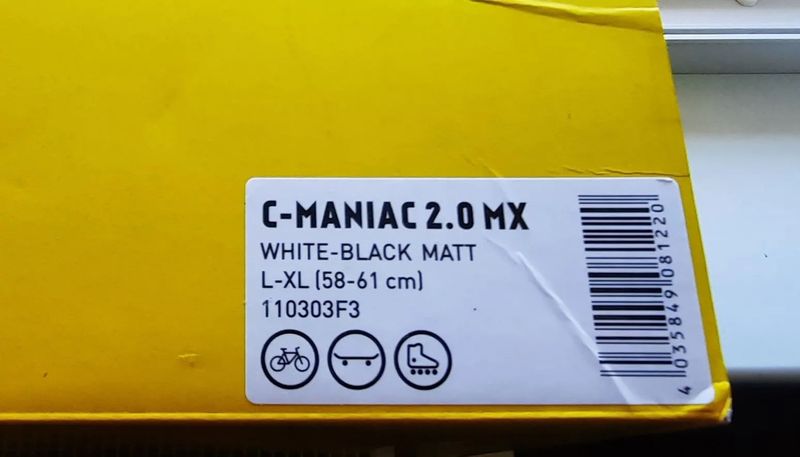 C-MANIAC 2.0 MX
WHITE-BLACK MATT
L-XL (58-61 cm)
110303F3
4 035849 081220